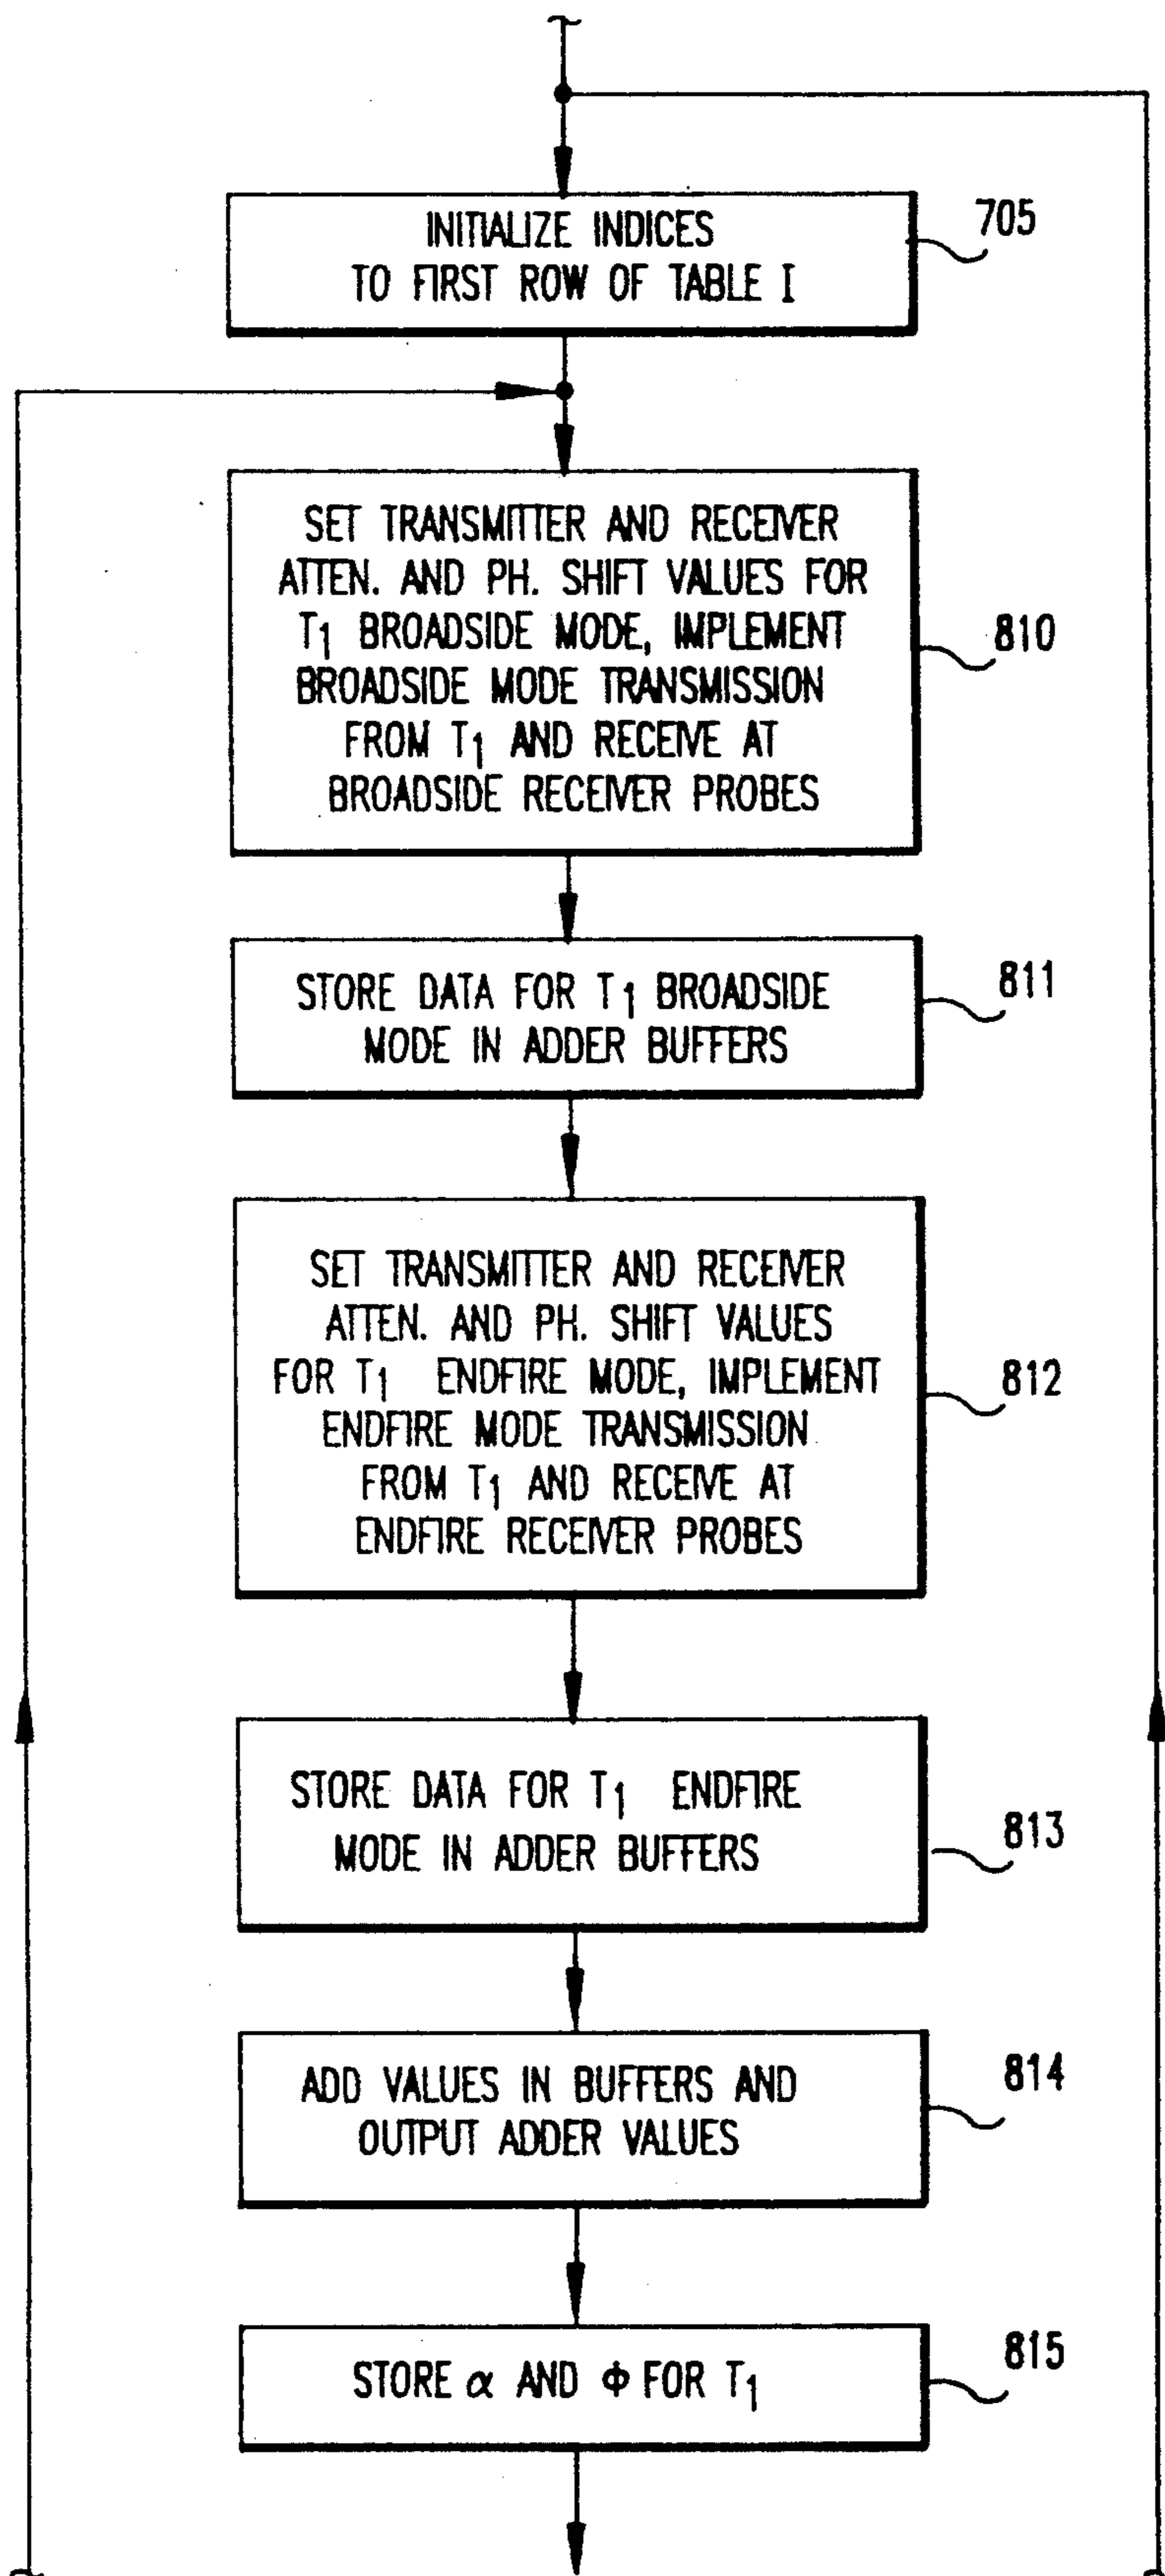 INITIALIZE INDICES
TO FIRST ROW OF TABLE I
705
SET TRANSMITTER AND RECEIVER
ATTEN. AND PH. SHIFT VALUES FOR
T1 BROADSIDE MODE, IMPLEMENT
BROADSIDE MODE TRANSMISSION
FROM T1 AND RECEIVE AT
BROADSIDE RECEIVER PROBES
810
STORE DATA FOR T1 BROADSIDE
MODE IN ADDER BUFFERS
811
SET TRANSMITTER AND RECEIVER
ATTEN. AND PH. SHIFT VALUES
FOR T1 ENDFIRE MODE, IMPLEMENT
ENDFIRE MODE TRANSMISSION
FROM T1 AND RECEIVE AT
ENDFIRE RECEIVER PROBES
812
STORE DATA FOR T1 ENDFIRE
MODE IN ADDER BUFFERS
813
ADD VALUES IN BUFFERS AND
OUTPUT ADDER VALUES
814
STORE α AND Φ FOR T1
815